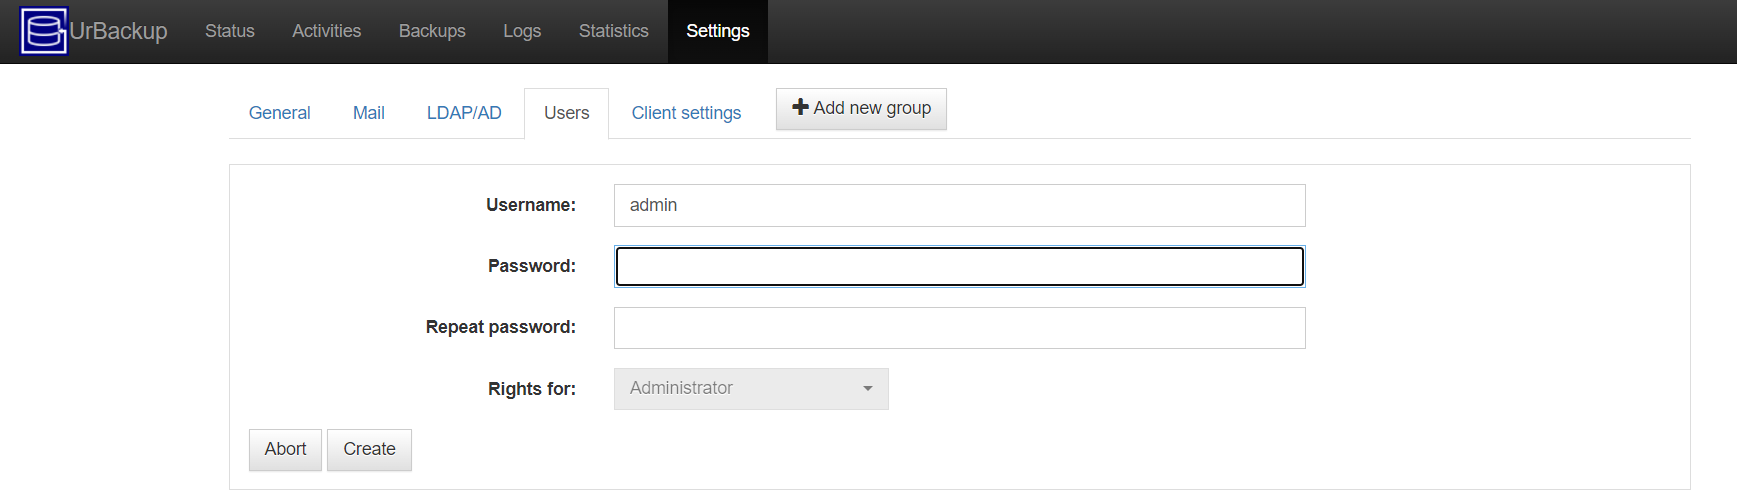 UrBackup Status Activities Backups Logs Statistics Settings
General Mail LDAP/AD Users Client settings Add new group
Username: admin
Password:
Repeat password:
Rights for: Administrator
Abort Create